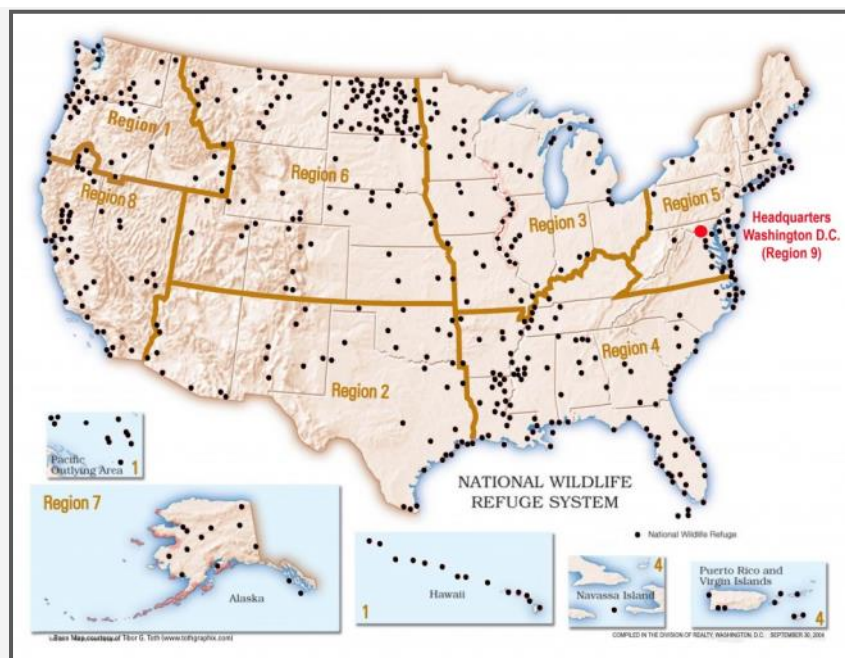 Region 1
Region 8
Region 6
Region 3
Region 5
Headquarters
Washington D.C.
(Region 9)
Region 4
Region 2
Pacific
Outlying Area
1
NATIONAL WILDLIFE
REFUGE SYSTEM
National Wildlife Refuge
Region 7
Alaska
1
Hawaii
4
Navassa Island
Puerto Rico and
Virgin Islands
4
Base Map courtesy of Tibor G. Toth (www.tothgraphix.com)
COMPILED IN THE DIVISION OF REALTY, WASHINGTON, D.C. SEPTEMBER 30, 2004